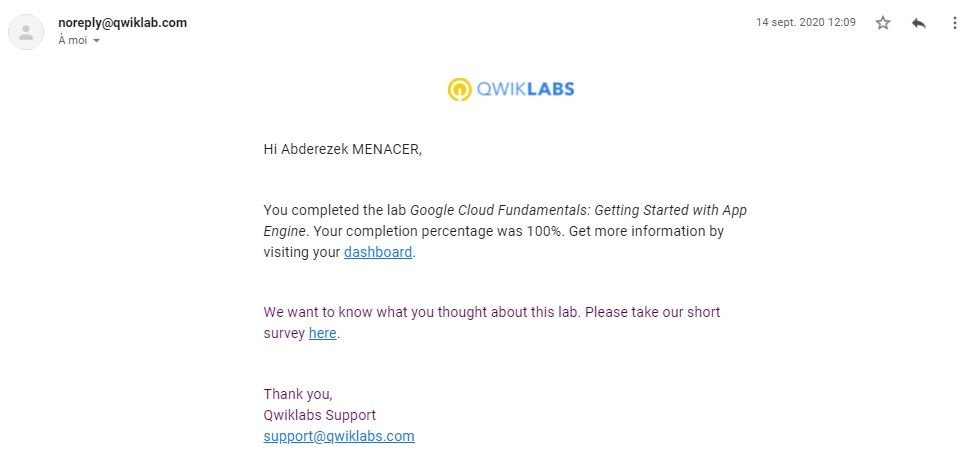 noreply@qwiklab.com
14 sept. 2020 12:09
À moi
QWIKLABS
Hi Abderezek MENACER,
You completed the lab Google Cloud Fundamentals: Getting Started with App
Engine. Your completion percentage was 100%. Get more information by
visiting your dashboard.
We want to know what you thought about this lab. Please take our short
survey here.
Thank you,
Qwiklabs Support
support@qwiklabs.com